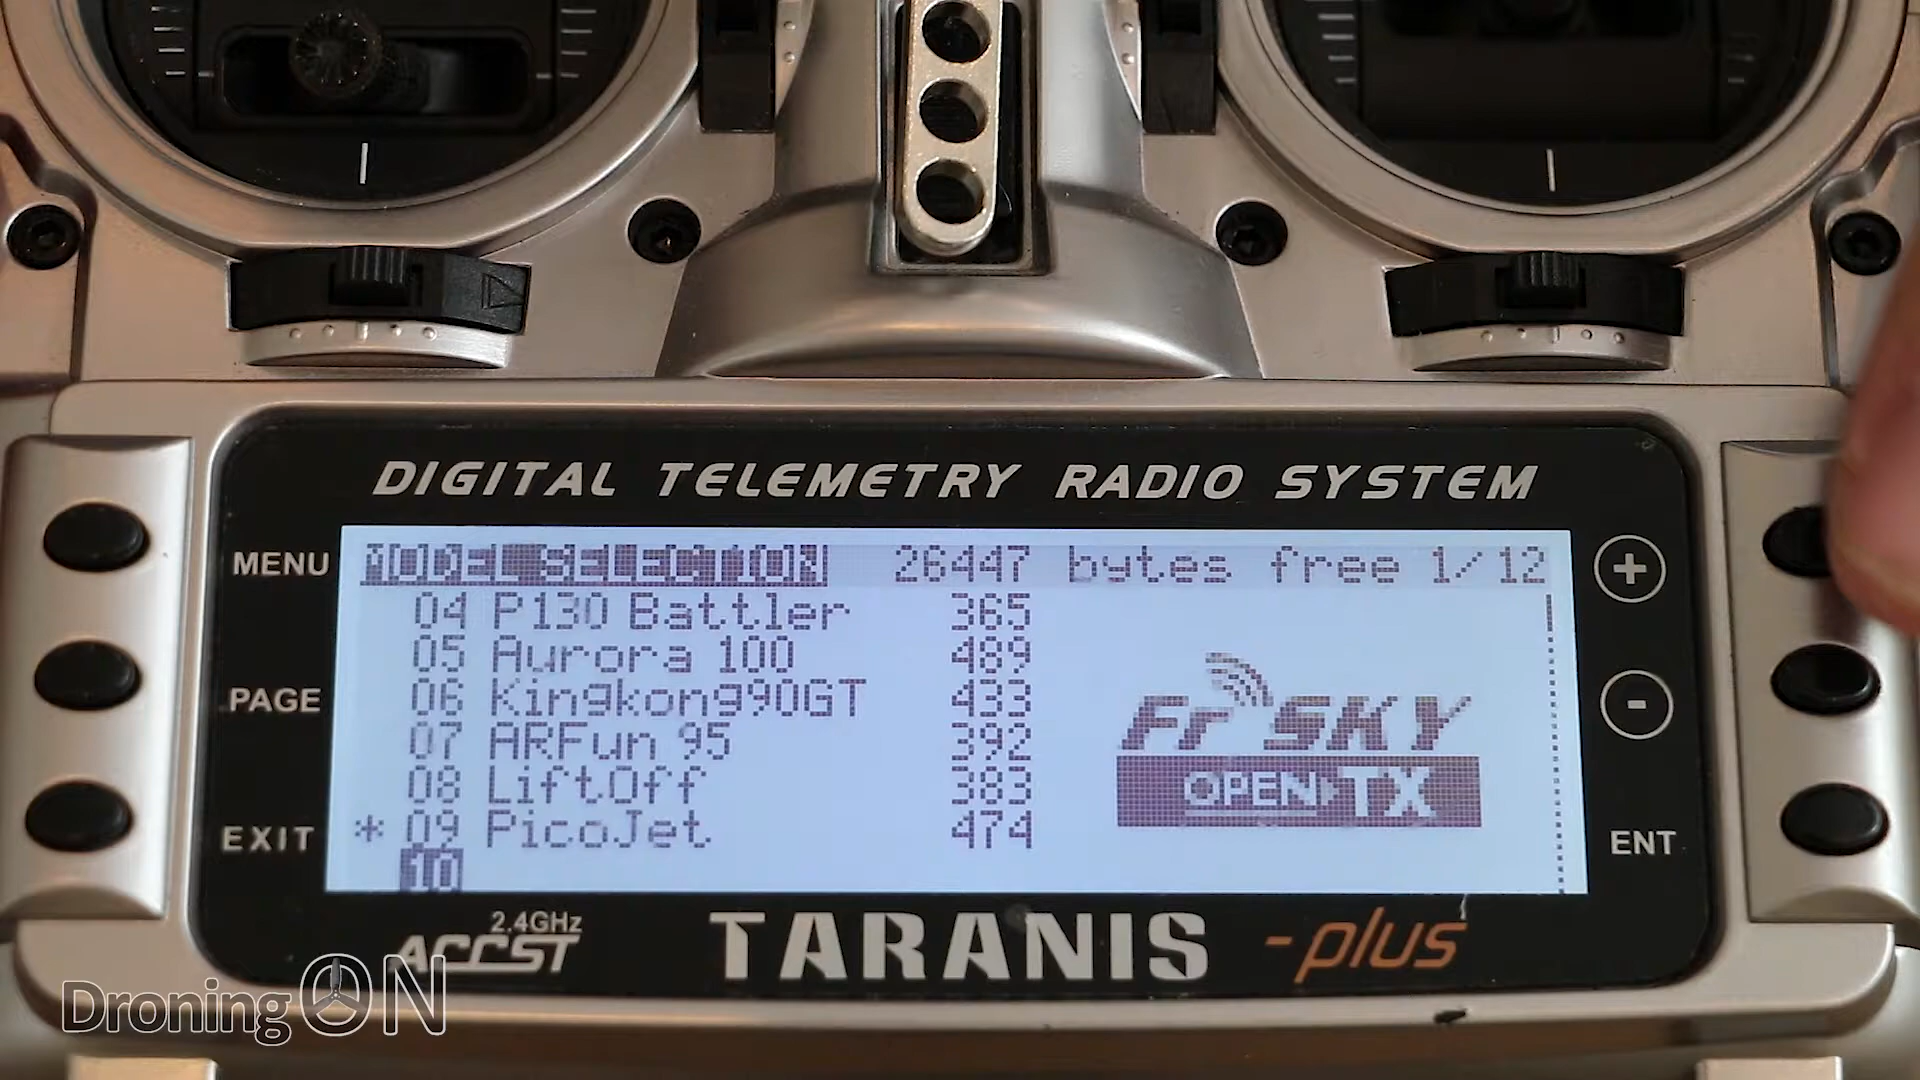 DIGITAL TELEMETRY RADIO SYSTEM
MENU
PAGE
EXIT
MODEL SELECTION 26447 bytes free 1/12
04 P130 Battler 365
05 Aurora 100 489
06 Kingkong90GT 433
07 ARFun 95 392
08 LiftOff 383
* 09 PicoJet 474
10
FrSKY
OPEN TX
+
-
ENT
2.4GHz
ACCST
TARANIS -plus
DroningON